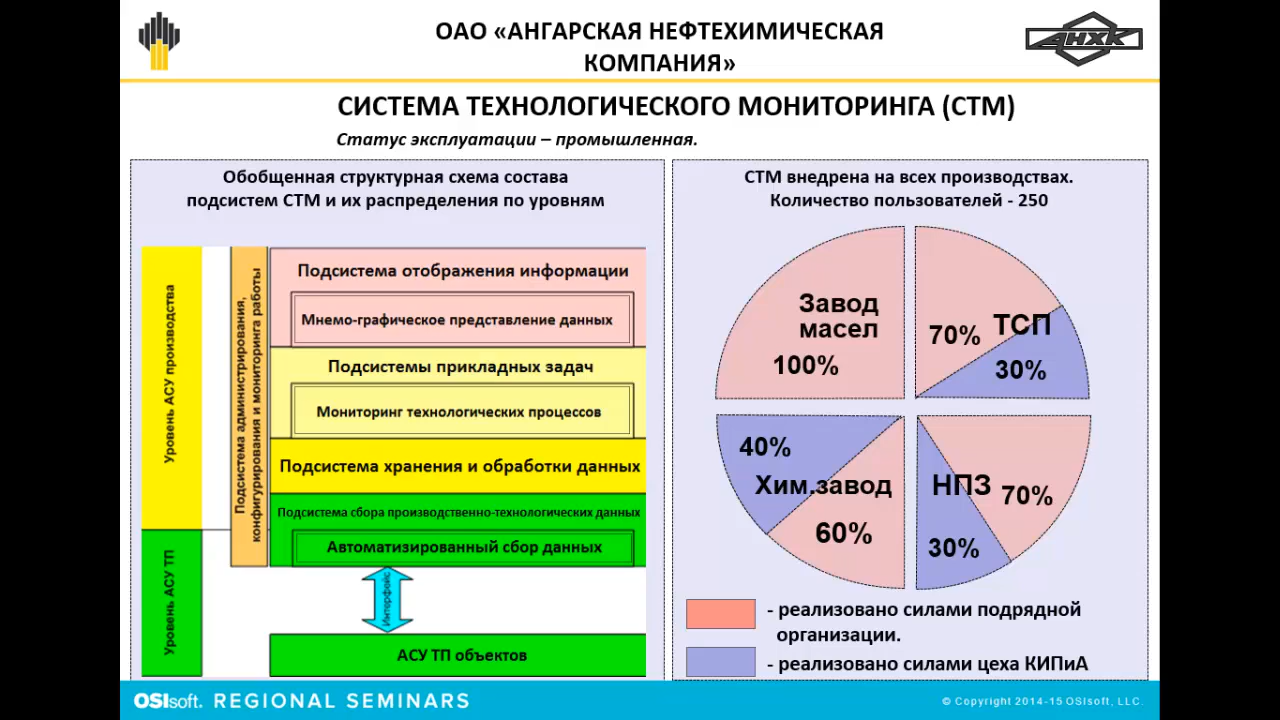 ОАО «АНГАРСКАЯ НЕФТЕХИМИЧЕСКАЯ
КОМПАНИЯ»
АНХК
СИСТЕМА ТЕХНОЛОГИЧЕСКОГО МОНИТОРИНГА (СТМ)
Статус эксплуатации – промышленная.
Обобщенная структурная схема состава
подсистем СТМ и их распределения по уровням
Уровень АСУ производства
Уровень АСУ ТП
Подсистема администрирования,
конфигурирования и мониторинга работы
Подсистема отображения информации
Мнемо-графическое представление данных
Подсистемы прикладных задач
Мониторинг технологических процессов
Подсистема хранения и обработки данных
Подсистема сбора производственно-технологических данных
Автоматизированный сбор данных
Интерфейс
АСУ ТП объектов
СТМ внедрена на всех производствах.
Количество пользователей - 250
Завод
масел
100%
ТСП
70%
30%
40%
Хим.завод
60%
НПЗ
70%
30%
- реализовано силами подрядной
организации.
- реализовано силами цеха КИПиА
OSIsoft. REGIONAL SEMINARS
© Copyright 2014-15 OSIsoft, LLC.